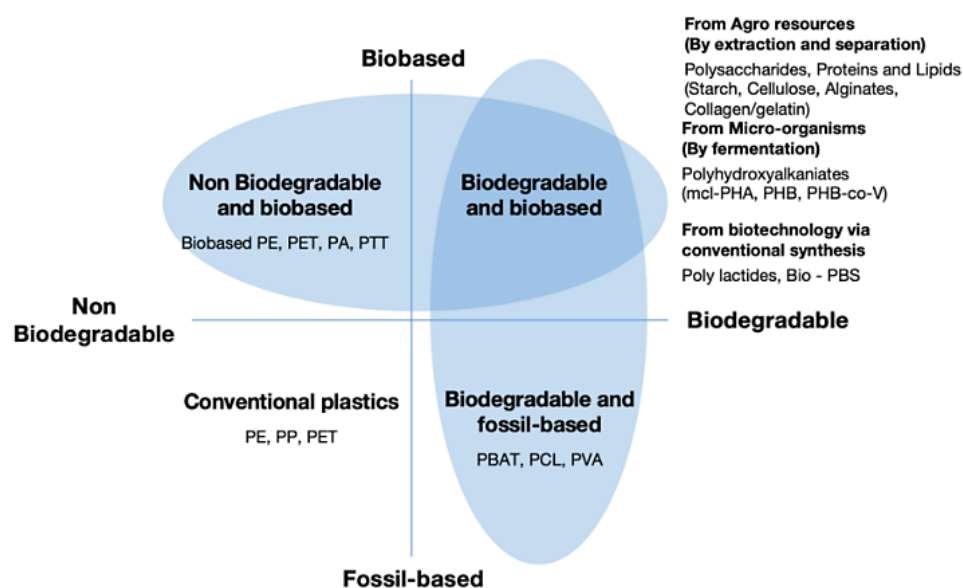 Biobased
From Agro resources
(By extraction and separation)
Polysaccharides, Proteins and Lipids
(Starch, Cellulose, Alginates,
Collagen/gelatin)
From Micro-organisms
(By fermentation)
Polyhydroxyalkaniates
(mcl-PHA, PHB, PHB-co-V)
From biotechnology via
conventional synthesis
Poly lactides, Bio - PBS
Non Biodegradable
and biobased
Biobased PE, PET, PA, PTT
Biodegradable
and biobased
Non
Biodegradable
Biodegradable
Conventional plastics
PE, PP, PET
Biodegradable and
fossil-based
PBAT, PCL, PVA
Fossil-based